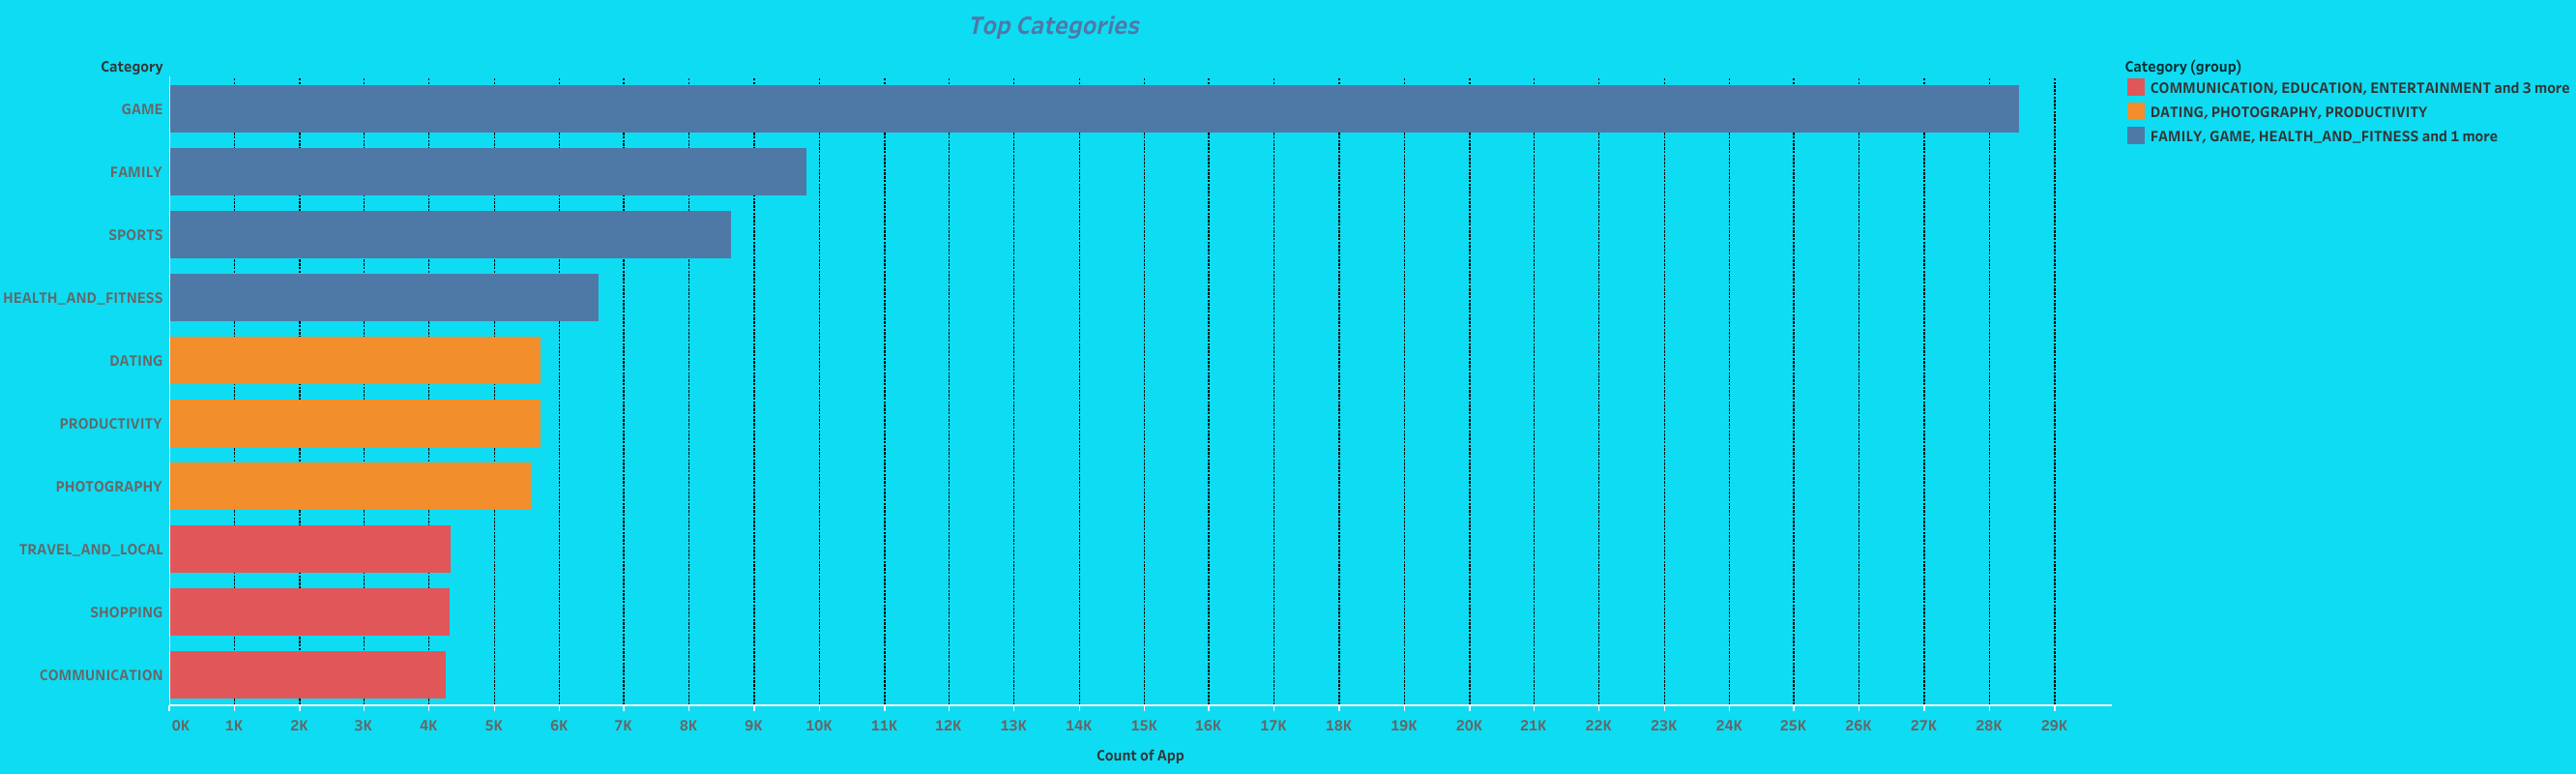 Top Categories
Category
GAME
FAMILY
SPORTS
HEALTH_AND_FITNESS
DATING
PRODUCTIVITY
PHOTOGRAPHY
TRAVEL_AND_LOCAL
SHOPPING
COMMUNICATION
0K 1K 2K 3K 4K 5K 6K 7K 8K 9K 10K 11K 12K 13K 14K 15K 16K 17K 18K 19K 20K 21K 22K 23K 24K 25K 26K 27K 28K 29K
Count of App
Category (group)
COMMUNICATION, EDUCATION, ENTERTAINMENT and 3 more
DATING, PHOTOGRAPHY, PRODUCTIVITY
FAMILY, GAME, HEALTH_AND_FITNESS and 1 more